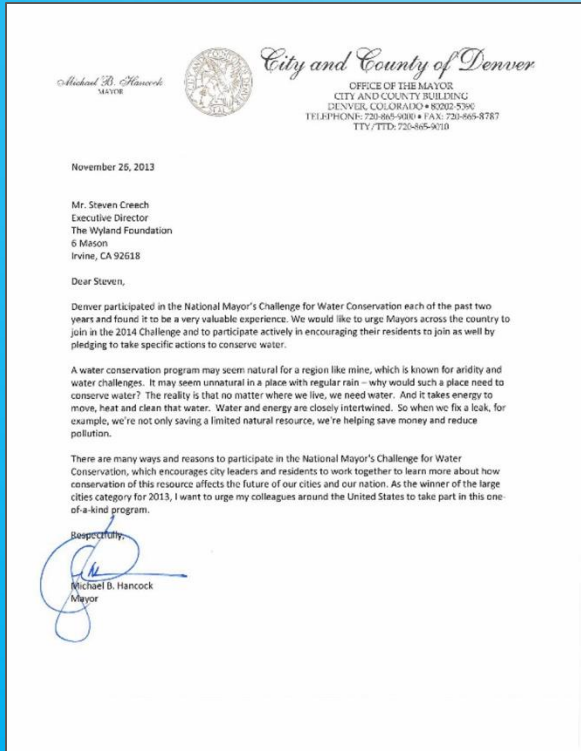 Michael B. Hancock
MAYOR
City and County of Denver
OFFICE OF THE MAYOR
CITY AND COUNTY BUILDING
DENVER, COLORADO • 80202-5390
TELEPHONE: 720-865-9000 • FAX: 720-865-8787
TTY/TTD: 720-865-9010
November 26, 2013
Mr. Steven Creech
Executive Director
The Wyland Foundation
6 Mason
Irvine, CA 92618
Dear Steven,
Denver participated in the National Mayor's Challenge for Water Conservation each of the past two
years and found it to be a very valuable experience. We would like to urge Mayors across the country to
join in the 2014 Challenge and to participate actively in encouraging their residents to join as well by
pledging to take specific actions to conserve water.
A water conservation program may seem natural for a region like mine, which is known for aridity and
water challenges. It may seem unnatural in a place with regular rain – why would such a place need to
conserve water? The reality is that no matter where we live, we need water. And it takes energy to
move, heat and clean that water. Water and energy are closely intertwined. So when we fix a leak, for
example, we're not only saving a limited natural resource, we're helping save money and reduce
pollution.
There are many ways and reasons to participate in the National Mayor's Challenge for Water
Conservation, which encourages city leaders and residents to work together to learn more about how
conservation of this resource affects the future of our cities and our nation. As the winner of the large
cities category for 2013, I want to urge my colleagues around the United States to take part in this one-
of-a-kind program.
Respectfully,
Michael B. Hancock
Mayor